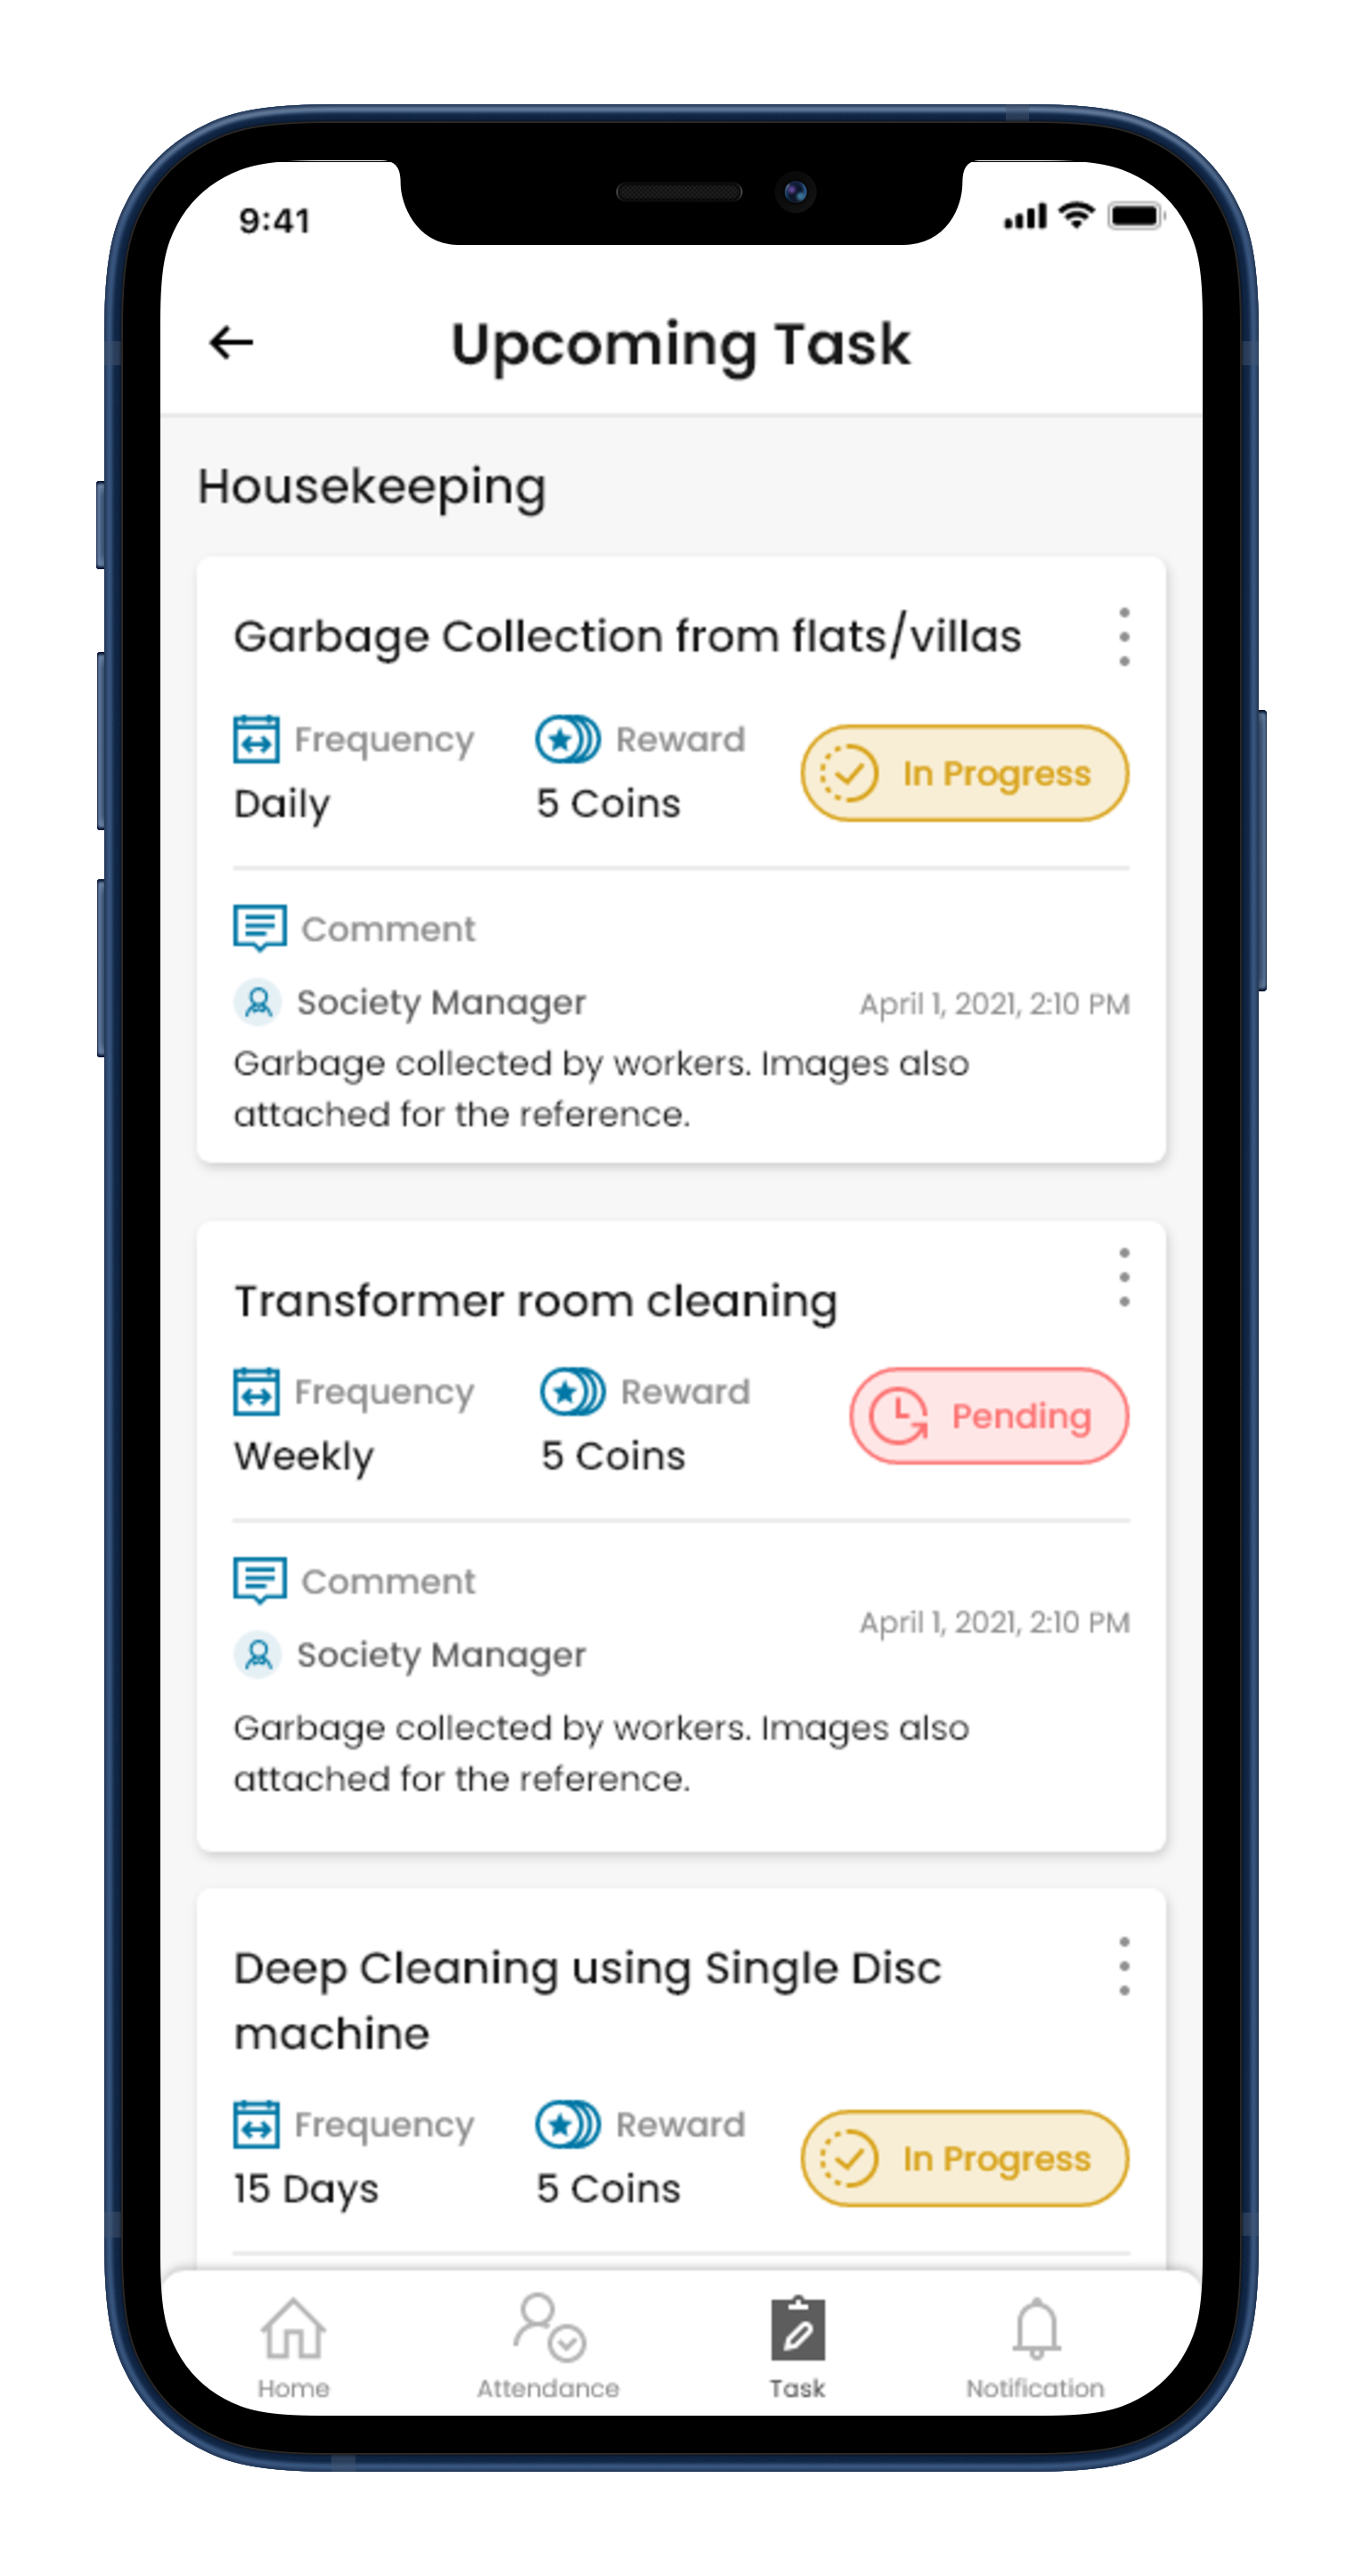 9:41
Upcoming Task
Housekeeping
Garbage Collection from flats/villas
Frequency
Reward
Daily
5 Coins
In Progress
Comment
Society Manager
April 1, 2021, 2:10 PM
Garbage collected by workers. Images also
attached for the reference.
Transformer room cleaning
Frequency
Reward
Weekly
5 Coins
Pending
Comment
April 1, 2021, 2:10 PM
Society Manager
Garbage collected by workers. Images also
attached for the reference.
Deep Cleaning using Single Disc
machine
Frequency
Reward
15 Days
5 Coins
In Progress
Home
Attendance
Task
Notification